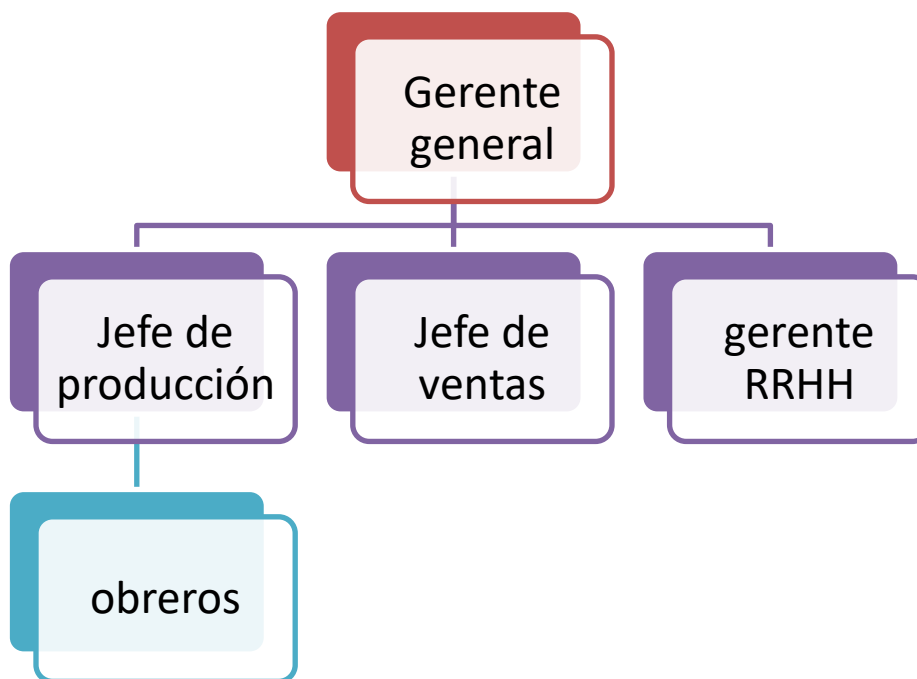 Gerente
general
Jefe de
producción
Jefe de
ventas
gerente
RRHH
obreros